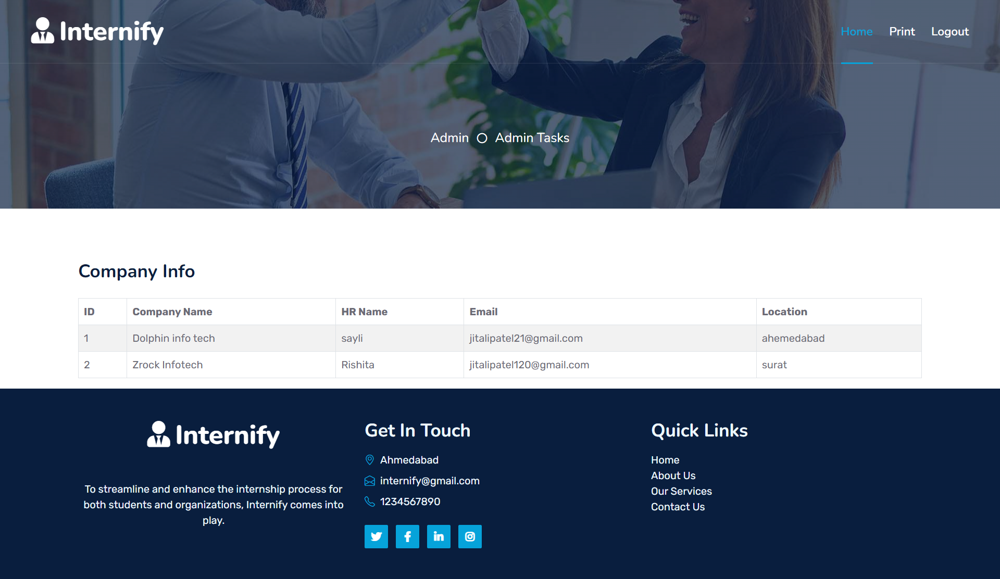 Internify
Home Print Logout
Admin Admin Tasks
Company Info
ID Company Name HR Name Email Location
1 Dolphin info tech sayli jitalipatel21@gmail.com ahemedabad
2 Zrock Infotech Rishita jitalipatel120@gmail.com surat
Internify
To streamline and enhance the internship process for
both students and organizations, Internify comes into
play.
Get In Touch
Ahmedabad
internify@gmail.com
1234567890
Quick Links
Home
About Us
Our Services
Contact Us